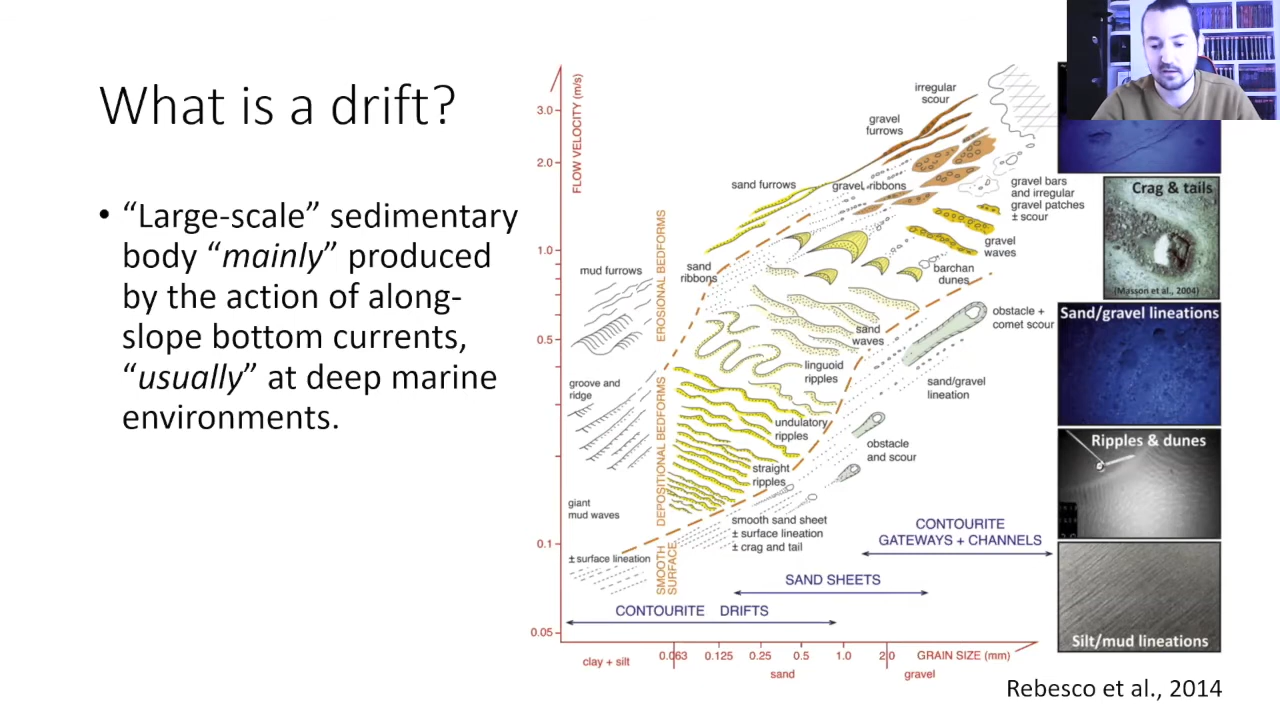 What is a drift?
• “Large-scale” sedimentary
body “mainly” produced
by the action of along-
slope bottom currents,
“usually” at deep marine
environments.
FLOW VELOCITY (m/s)
3.0
2.0
1.0
0.5
0.1
0.05
irregular
scour
gravel
furrows
sand furrows
gravel ribbons
gravel bars
and irregular
gravel patches
± scour
gravel
waves
sand
ribbons
barchan
dunes
mud furrows
EROSIONAL BEDFORMS
obstacle +
comet scour
sand
waves
linguoid
ripples
groove and
ridge
sand/gravel
lineation
DEPOSITIONAL BEDFORMS
undulatory
ripples
obstacle
and scour
straight
ripples
giant
mud waves
smooth sand sheet
± surface lineation
± crag and tail
± surface lineation
SMOOTH
SURFACE
CONTOURITE
GATEWAYS + CHANNELS
SAND SHEETS
CONTOURITE DRIFTS
0.063
0.125
0.25
0.5
1.0
2.0
GRAIN SIZE (mm)
clay + silt
sand
gravel
Crag & tails
(Masson et al., 2004)
Sand/gravel lineations
Ripples & dunes
Silt/mud lineations
Rebesco et al., 2014